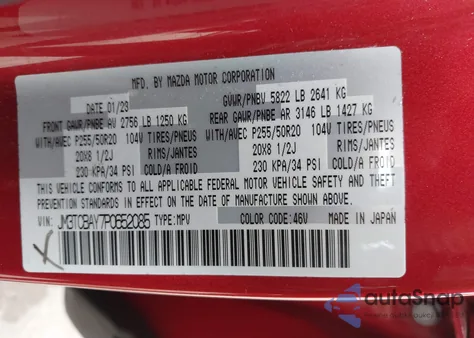 MFD. BY MAZDA MOTOR CORPORATION
DATE 01/23
GVWR/PNBV 5822 LB 2641 KG
FRONT GAWR/PNBE AV 2756 LB 1250 KG
REAR GAWR/PNBE AR 3146 LB 1427 KG
WITH/AVEC P255/50R20 104V TIRES/PNEUS
WITH/AVEC P255/50R20 104V TIRES/PNEUS
20X8 1/2J RIMS/JANTES
20X8 1/2J RIMS/JANTES
230 KPA/34 PSI COLD/A FROID
230 KPA/34 PSI COLD/A FROID
THIS VEHICLE CONFORMS TO ALL APPLICABLE FEDERAL MOTOR VEHICLE SAFETY AND THEFT
PREVENTION STANDARDS IN EFFECT ON THE DATE OF MANUFACTURE SHOWN ABOVE.
VIN: JM3TCBAY7P0652085 TYPE:MPV COLOR CODE:46V MADE IN JAPAN
autoSnap